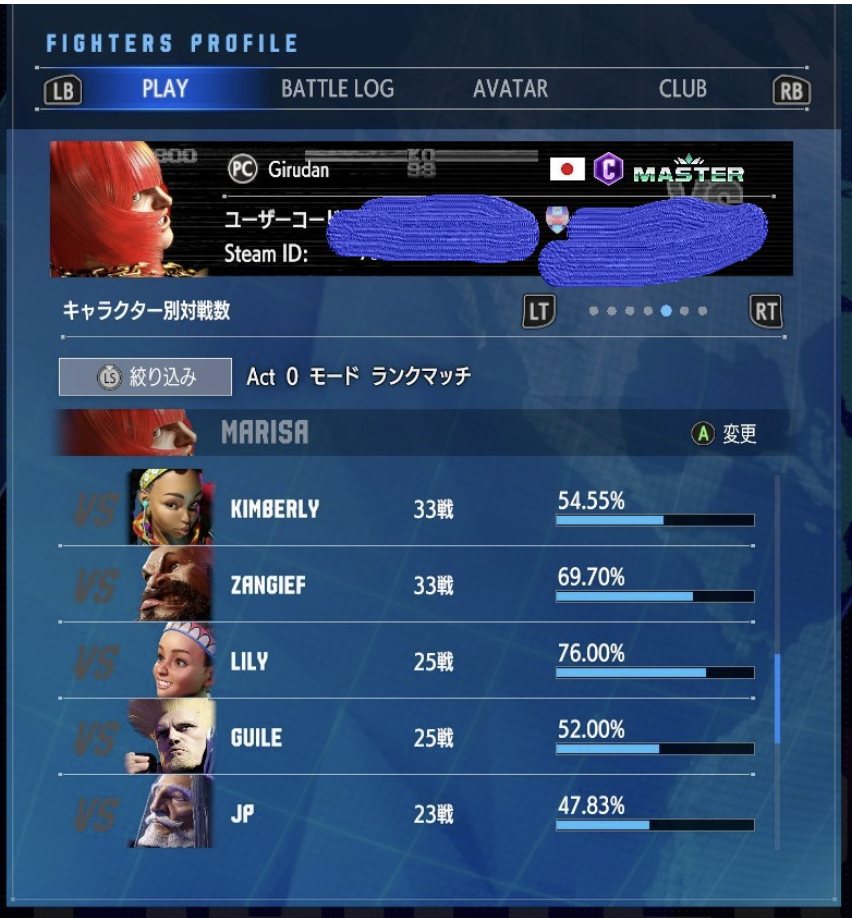 FIGHTERS PROFILE
LB PLAY BATTLE LOG AVATAR CLUB RB
PC Girudan C MASTER
ユーザーコード
Steam ID:
キャラクター別対戦数 LT RT
LS 絞り込み Act 0 モード ランクマッチ
MARISA A 変更
VS KIMBERLY 33戦 54.55%
VS ZANGIEF 33戦 69.70%
VS LILY 25戦 76.00%
VS GUILE 25戦 52.00%
VS JP 23戦 47.83%